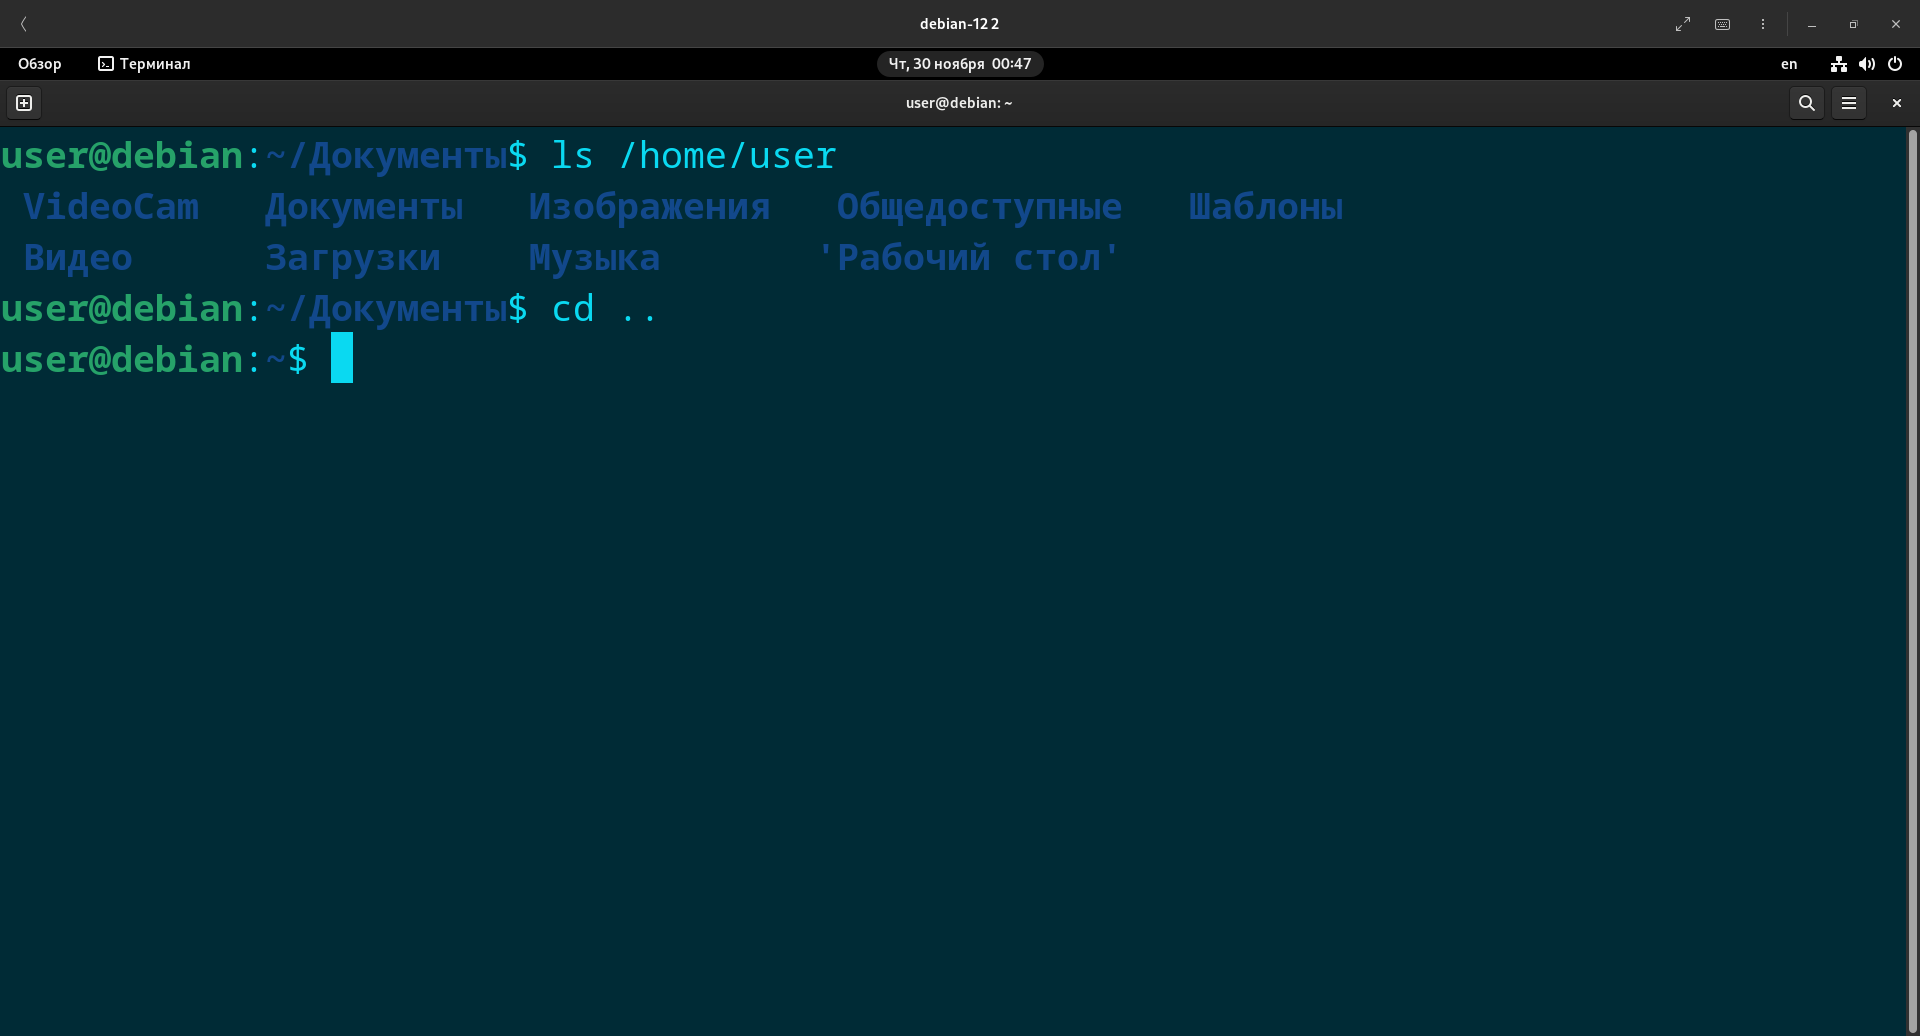 debian-12 2
Обзор Терминал Чт, 30 ноября 00:47 en
user@debian: ~
user@debian:~/Документы$ ls /home/user
VideoCam Документы Изображения Общедоступные Шаблоны
Видео Загрузки Музыка 'Рабочий стол'
user@debian:~/Документы$ cd ..
user@debian:~$